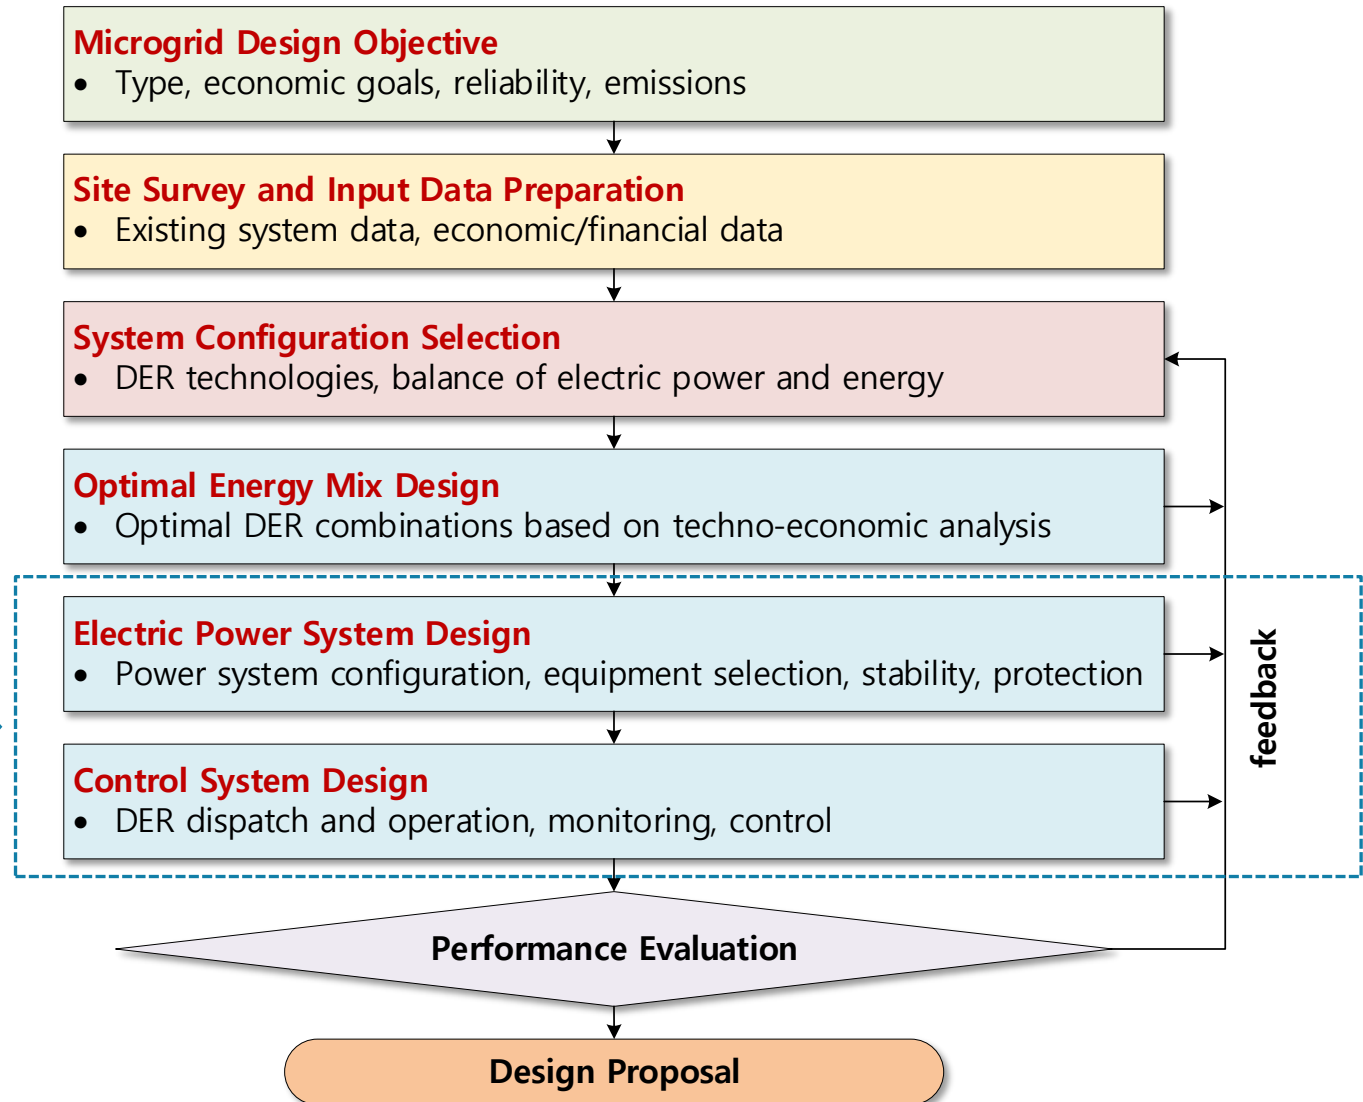 Microgrid Design Objective
• Type, economic goals, reliability, emissions
Site Survey and Input Data Preparation
• Existing system data, economic/financial data
System Configuration Selection
• DER technologies, balance of electric power and energy
Optimal Energy Mix Design
• Optimal DER combinations based on techno-economic analysis
Electric Power System Design
• Power system configuration, equipment selection, stability, protection
Control System Design
• DER dispatch and operation, monitoring, control
feedback
Performance Evaluation
Design Proposal